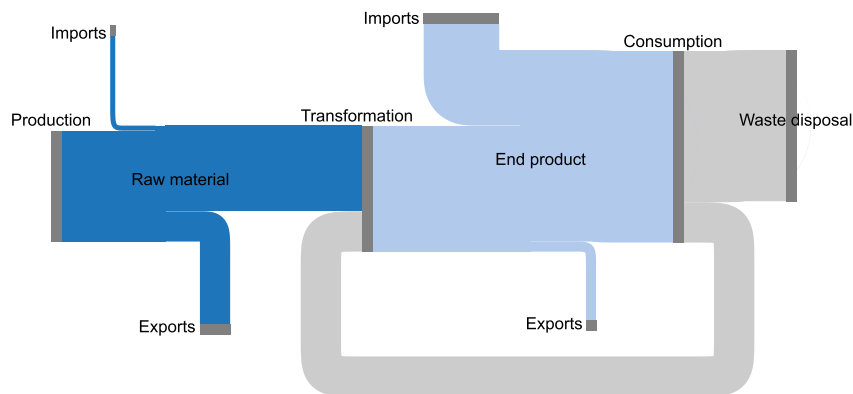 Imports
Imports
Consumption
Production
Transformation
Waste disposal
End product
Raw material
Exports
Exports